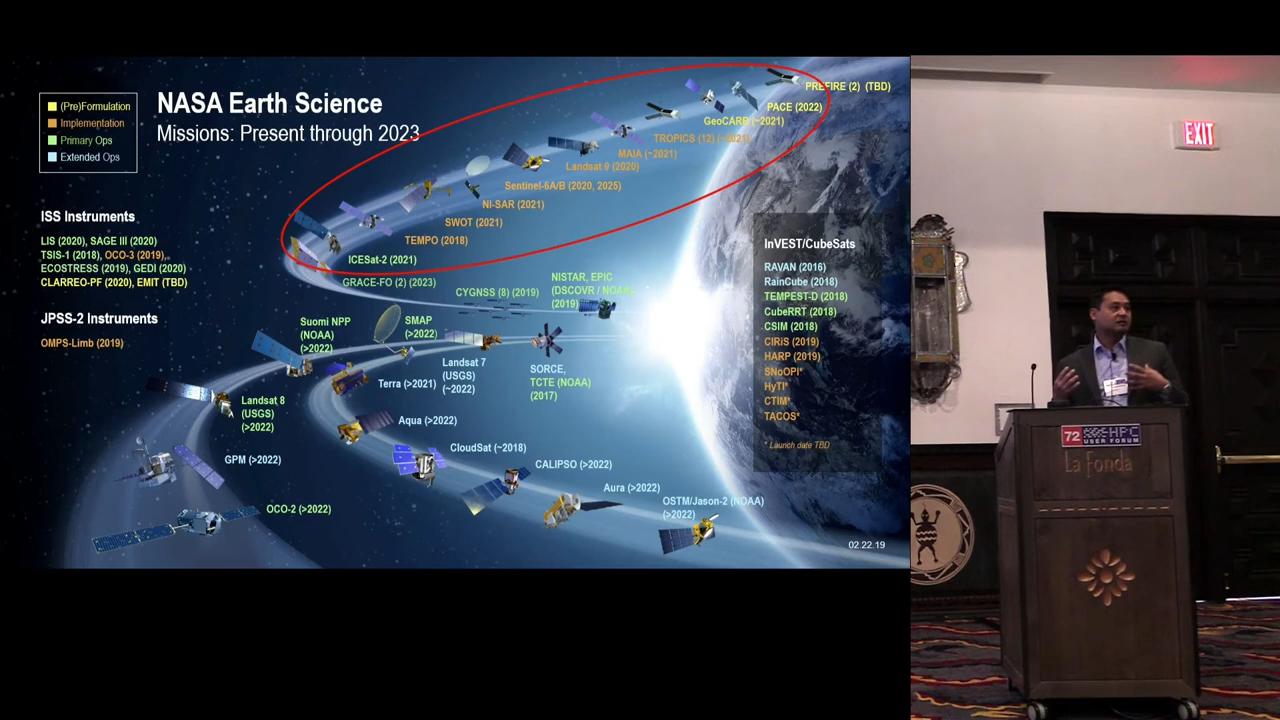 (Pre)Formulation
Implementation
Primary Ops
Extended Ops
NASA Earth Science
Missions: Present through 2023
ISS Instruments
LIS (2020), SAGE III (2020)
TSIS-1 (2018), OCO-3 (2019),
ECOSTRESS (2019), GEDI (2020)
CLARREO-PF (2020), EMIT (TBD)
JPSS-2 Instruments
OMPS-Limb (2019)
PREFIRE (2) (TBD)
PACE (2022)
GeoCARB (~2021)
TROPICS (12) (~2021)
MAIA (~2021)
Landsat 9 (2020)
Sentinel-6A/B (2020, 2025)
NI-SAR (2021)
SWOT (2021)
TEMPO (2018)
ICESat-2 (2021)
GRACE-FO (2) (2023)
CYGNSS (8) (2019)
NISTAR, EPIC
(DSCOVR / NOAA)
(2019)
Suomi NPP
(NOAA)
(>2022)
SMAP
(>2022)
Landsat 7
(USGS)
(~2022)
SORCE,
TCTE (NOAA)
(2017)
Terra (>2021)
Landsat 8
(USGS)
(>2022)
Aqua (>2022)
CloudSat (~2018)
GPM (>2022)
CALIPSO (>2022)
Aura (>2022)
OCO-2 (>2022)
OSTM/Jason-2 (NOAA)
(>2022)
InVEST/CubeSats
RAVAN (2016)
RainCube (2018)
TEMPEST-D (2018)
CubeRRT (2018)
CSIM (2018)
CIRiS (2019)
HARP (2019)
SNoOPI*
HyTI*
CTIM*
TACOS*
* Launch date TBD
02.22.19
EXIT
72 HPC
USER FORUM
La Fonda